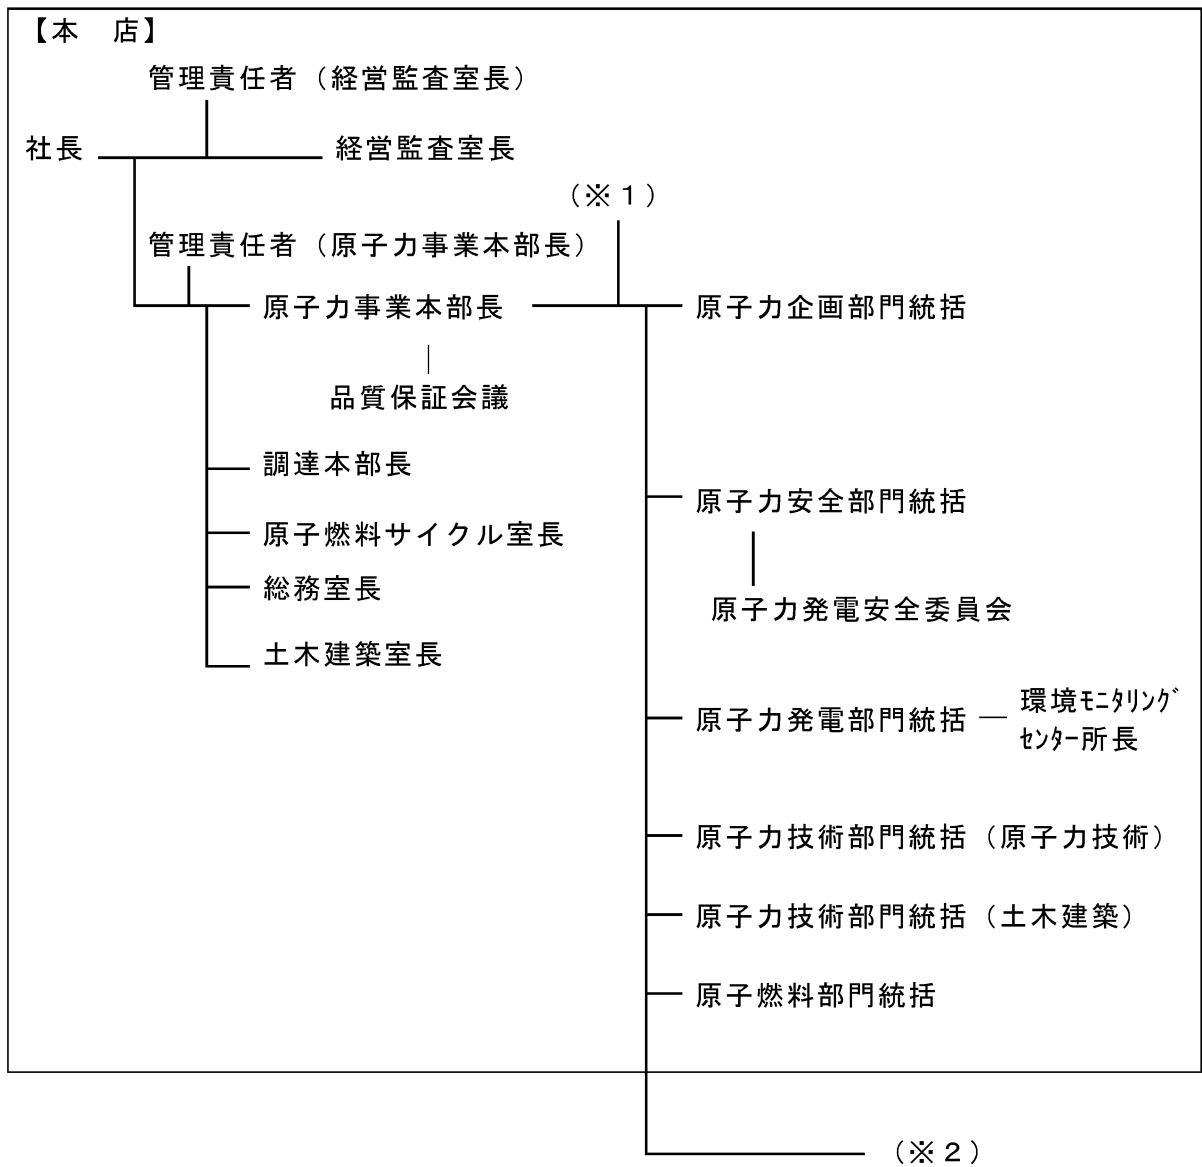 【本　店】
管理責任者（経営監査室長）
社長
経営監査室長
（※１）
管理責任者（原子力事業本部長）
原子力事業本部長
原子力企画部門統括
品質保証会議
調達本部長
原子力安全部門統括
原子燃料サイクル室長
総務室長
原子力発電安全委員会
土木建築室長
原子力発電部門統括
環境ﾓﾆﾀﾘﾝｸﾞ
ｾﾝﾀｰ所長
原子力技術部門統括（原子力技術）
原子力技術部門統括（土木建築）
原子燃料部門統括
（※２）